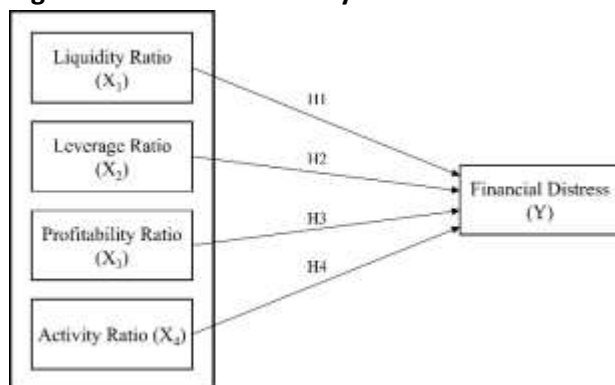 Liquidity Ratio
(X₁)
H1
Leverage Ratio
(X₂)
H2
Financial Distress
(Y)
Profitability Ratio
(X₃)
H3
H4
Activity Ratio (X₄)